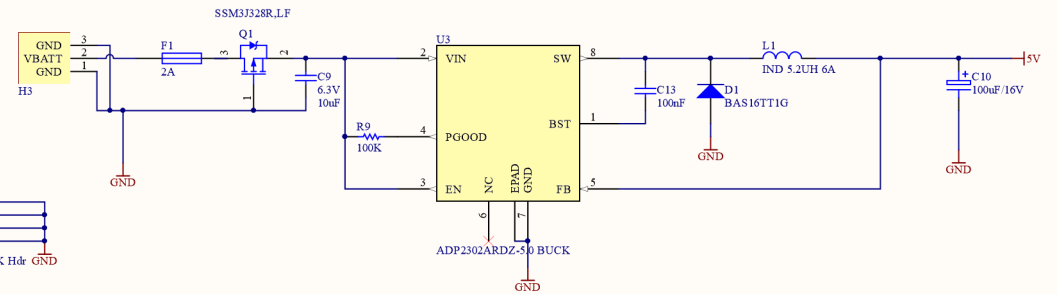 SSM3J328R,LF
Q1
GND 3
VBATT 2
GND 1
H3
F1
2A
3
2
1
C9
6.3V
10uF
GND
R9
100K
U3
2 VIN
4 PGOOD
3 EN
SW 8
BST 1
FB 5
NC
EPAD
GND
6
7
ADP2302ARDZ-5.0 BUCK
GND
C13
100nF
D1
BAS16TT1G
GND
L1
IND 5.2UH 6A
5V
+
C10
100uF/16V
GND
K Hdr
GND